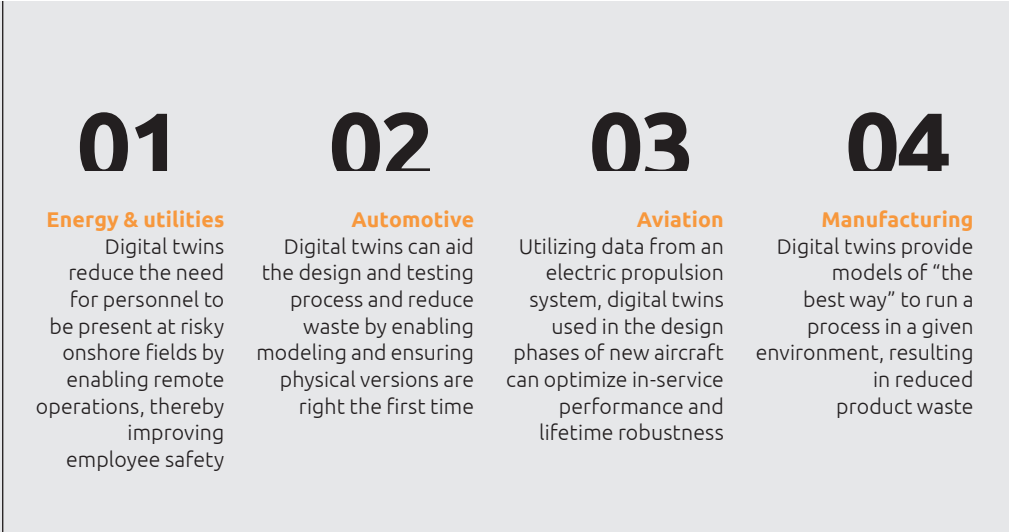 01
Energy & utilities
Digital twins
reduce the need
for personnel to
be present at risky
onshore fields by
enabling remote
operations, thereby
improving
employee safety
02
Automotive
Digital twins can aid
the design and testing
process and reduce
waste by enabling
modeling and ensuring
physical versions are
right the first time
03
Aviation
Utilizing data from an
electric propulsion
system, digital twins
used in the design
phases of new aircraft
can optimize in-service
performance and
lifetime robustness
04
Manufacturing
Digital twins provide
models of “the
best way” to run a
process in a given
environment, resulting
in reduced
product waste